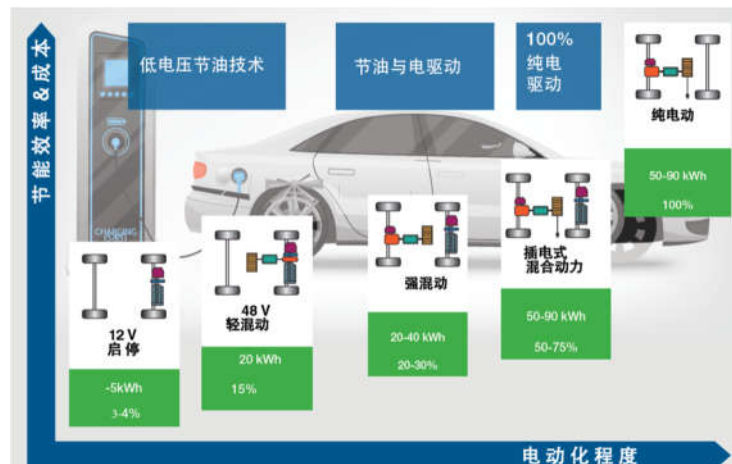 节能效率&成本
低电压节油技术
节油与电驱动
100%
纯电
驱动
纯电动
50-90 kWh
100%
CHARGING
POINT
插电式
混合动力
50-90 kWh
50-75%
强混动
20-40 kWh
20-30%
48 V
轻混动
20 kWh
15%
12 V
启 停
-5kWh
3-4%
电动化程度